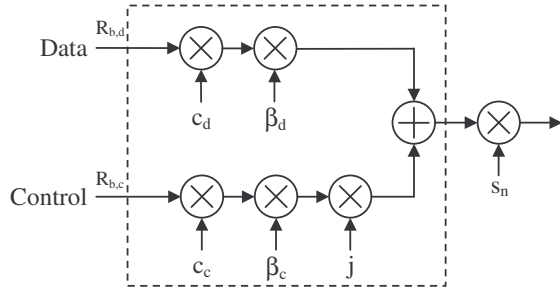 Data R_b,d
c_d β_d
s_n
Control R_b,c
c_c β_c j